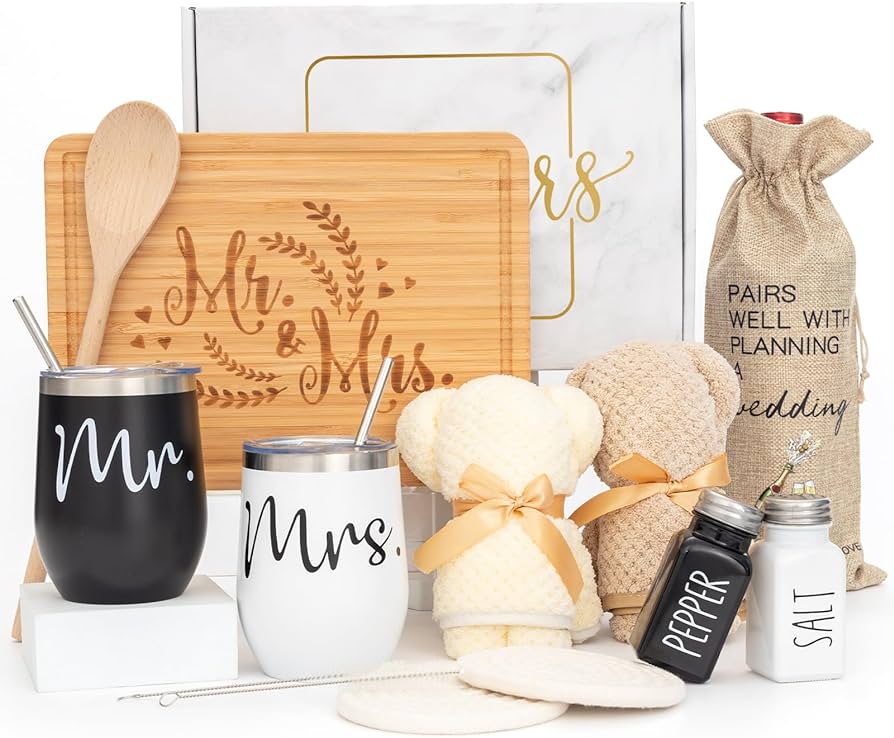 rs
Mr.
&
Mrs.
PAIRS
WELL WITH
PLANNING
A
wedding
Mr.
Mrs.
PEPPER
SALT